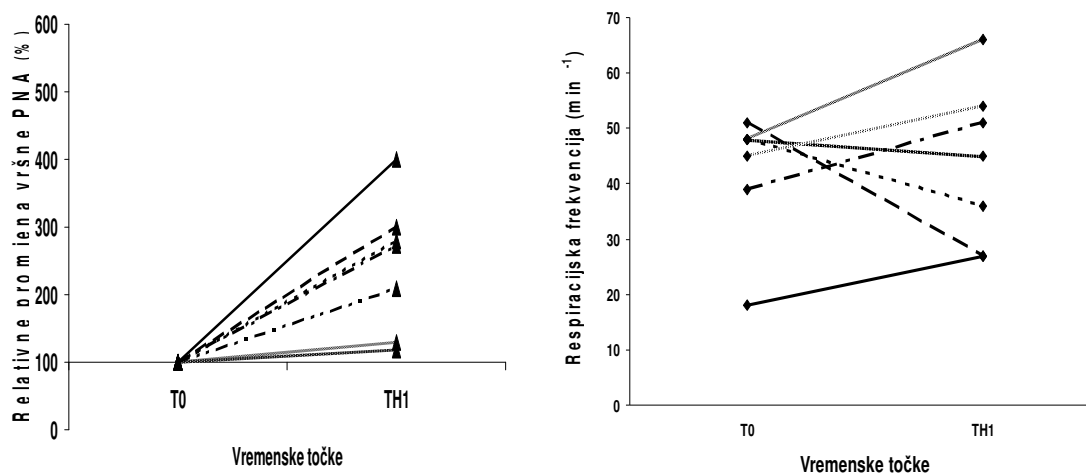 Relativne promjena vršne PNA (%)
600
500
400
300
200
100
0
T0 TH1
Vremenske točke
Respiracijska frekvencija (min -1)
70
60
50
40
30
20
10
0
T0 TH1
Vremenske točke